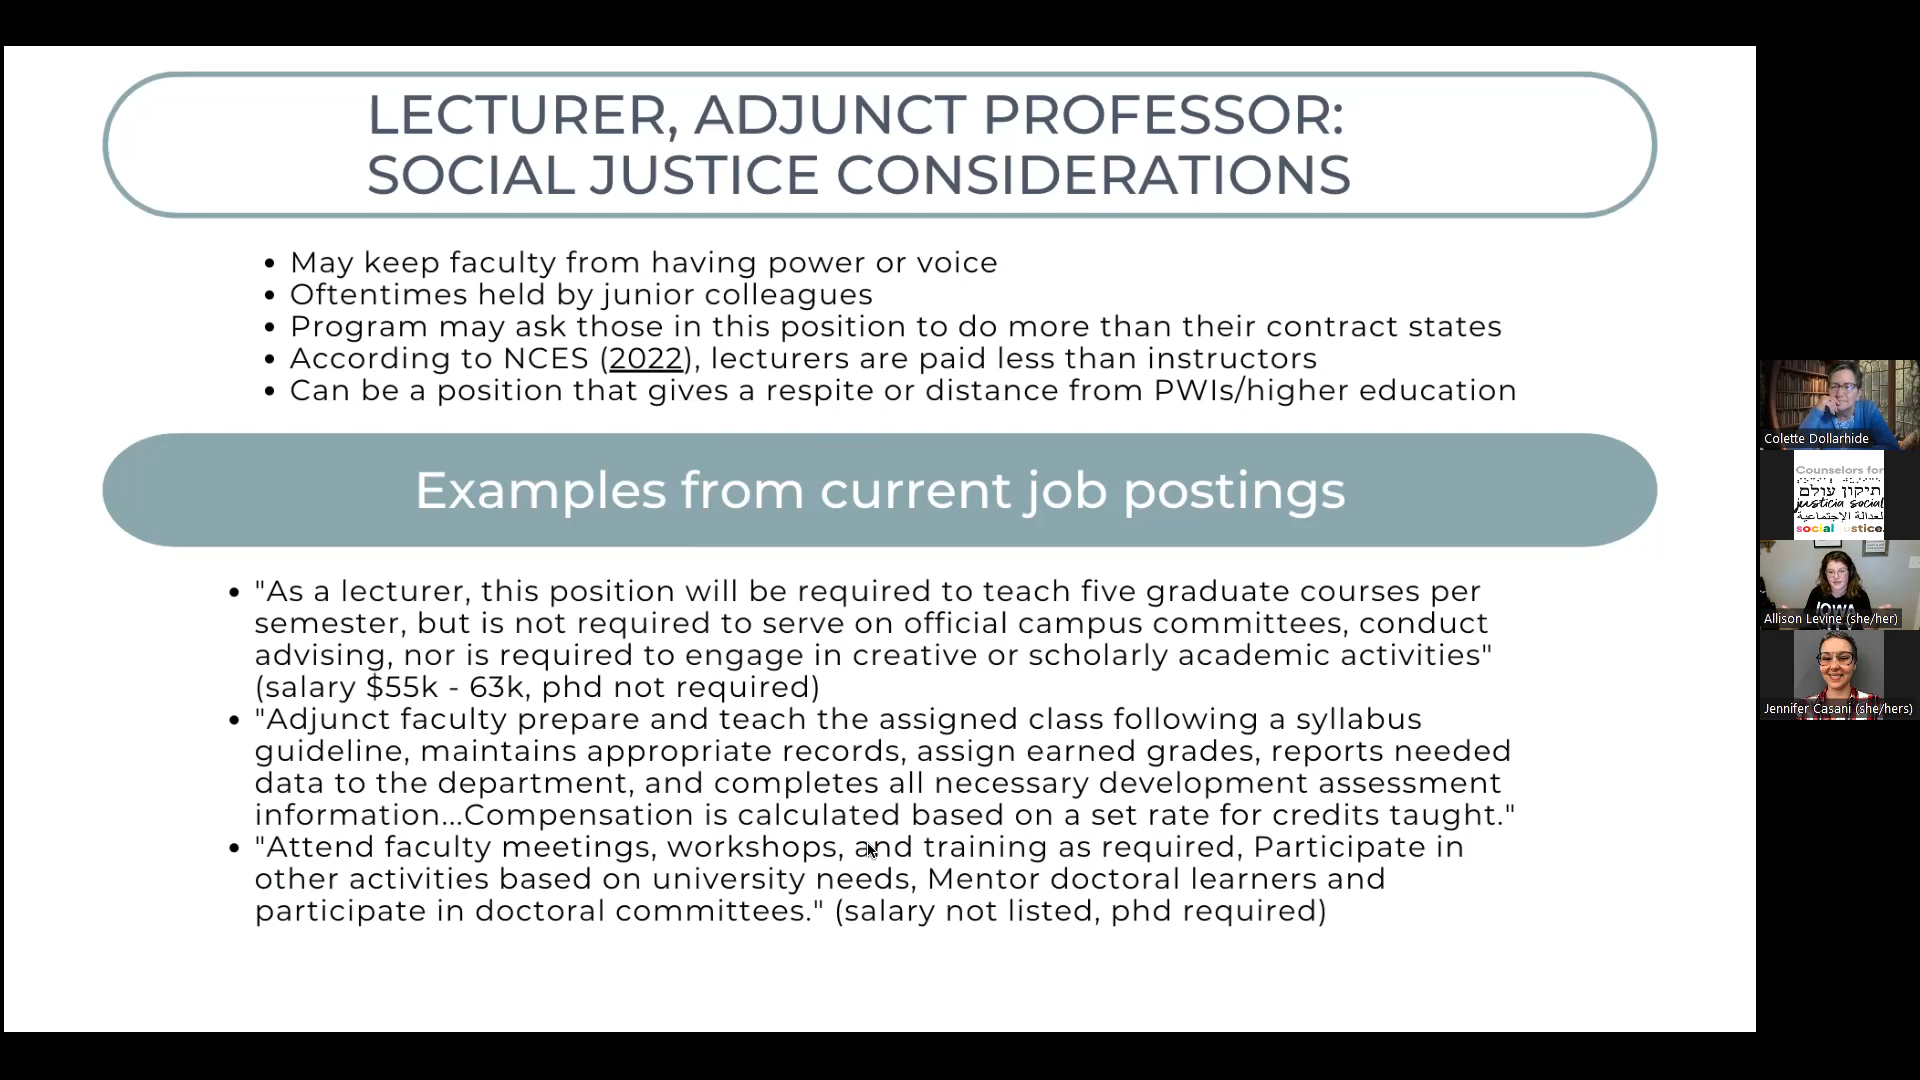 LECTURER, ADJUNCT PROFESSOR:
SOCIAL JUSTICE CONSIDERATIONS
• May keep faculty from having power or voice
• Oftentimes held by junior colleagues
• Program may ask those in this position to do more than their contract states
• According to NCES (2022), lecturers are paid less than instructors
• Can be a position that gives a respite or distance from PWIs/higher education
Examples from current job postings
• "As a lecturer, this position will be required to teach five graduate courses per
semester, but is not required to serve on official campus committees, conduct
advising, nor is required to engage in creative or scholarly academic activities"
(salary $55k - 63k, phd not required)
• "Adjunct faculty prepare and teach the assigned class following a syllabus
guideline, maintains appropriate records, assign earned grades, reports needed
data to the department, and completes all necessary development assessment
information...Compensation is calculated based on a set rate for credits taught."
• "Attend faculty meetings, workshops, and training as required, Participate in
other activities based on university needs, Mentor doctoral learners and
participate in doctoral committees." (salary not listed, phd required)
Colette Dollarhide
Counselors for
תיקון עולם
justicia social
لعدالة الإجتماعية
social stice.
IOWA
Allison Levine (she/her)
Jennifer Casani (she/hers)